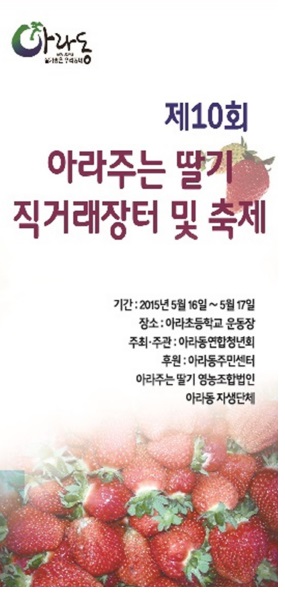 아라동
제10회
아라주는 딸기
직거래장터 및 축제
기간 : 2015년 5월 16일 ~ 5월 17일
장소 : 아라초등학교 운동장
주최·주관 : 아라동연합청년회
후원 : 아라동주민센터
아라주는 딸기 영농조합법인
아라동 자생단체